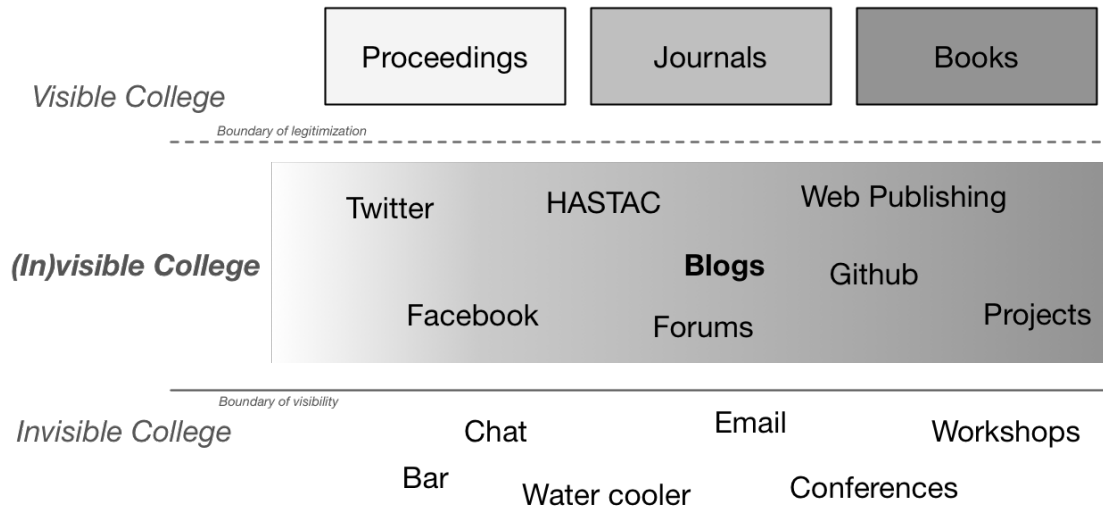 Proceedings
Journals
Books
Visible College
Boundary of legitimization
Twitter
HASTAC
Web Publishing
(In)visible College
Blogs
Github
Facebook
Forums
Projects
Boundary of visibility
Invisible College
Chat
Email
Workshops
Bar
Water cooler
Conferences